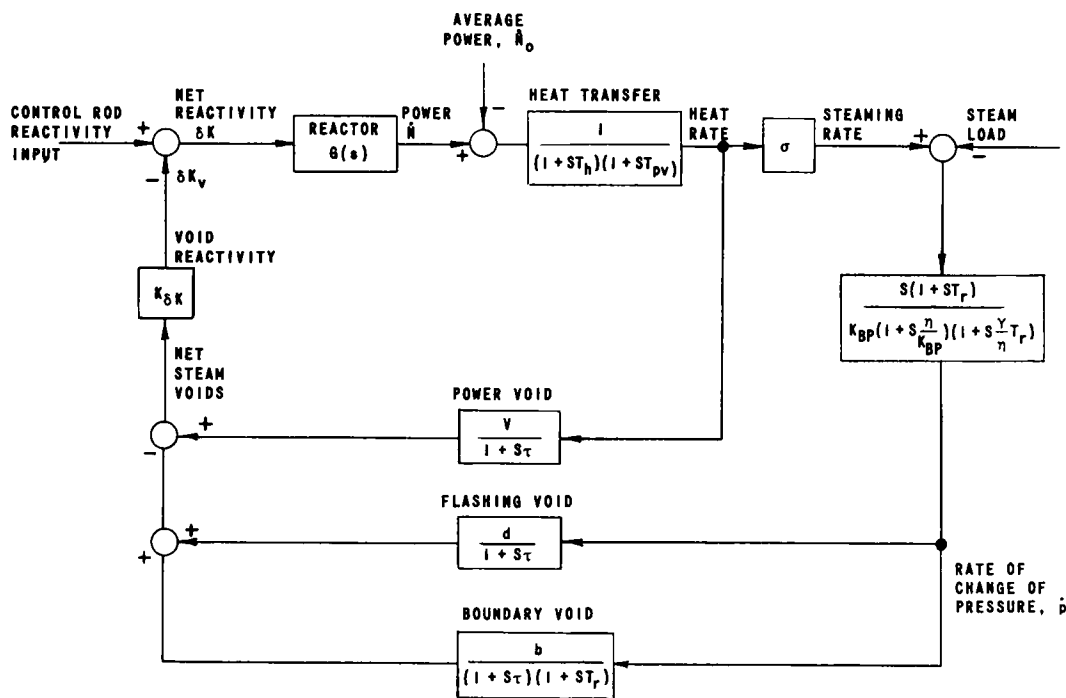 AVERAGE
POWER, Ṅ₀
CONTROL ROD
REACTIVITY
INPUT
+
−
NET
REACTIVITY
δK
REACTOR
G(s)
POWER
Ṅ
+
−
HEAT TRANSFER
1
(1 + ST_h)(1 + ST_pv)
HEAT
RATE
σ
STEAMING
RATE
+
−
STEAM
LOAD
δK_v
VOID
REACTIVITY
K_δK
NET
STEAM
VOIDS
S(1 + ST_r)
K_BP(1 + S η/K_BP)(1 + S γ/η T_r)
POWER VOID
V
1 + Sτ
+
−
FLASHING VOID
d
1 + Sτ
+
+
RATE OF
CHANGE OF
PRESSURE, ṗ
BOUNDARY VOID
b
(1 + Sτ)(1 + ST_r)